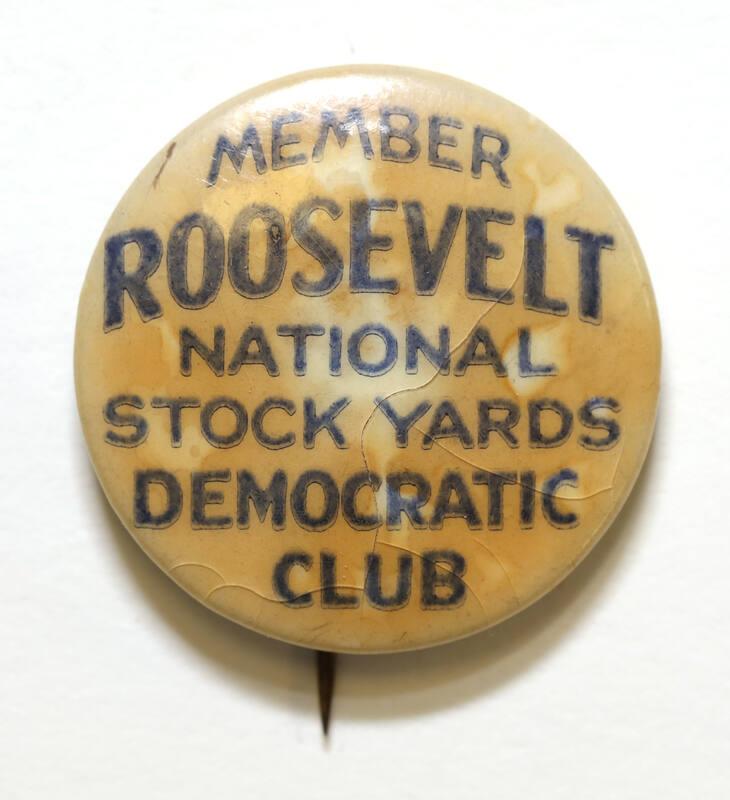 MEMBER
ROOSEVELT
NATIONAL
STOCK YARDS
DEMOCRATIC
CLUB